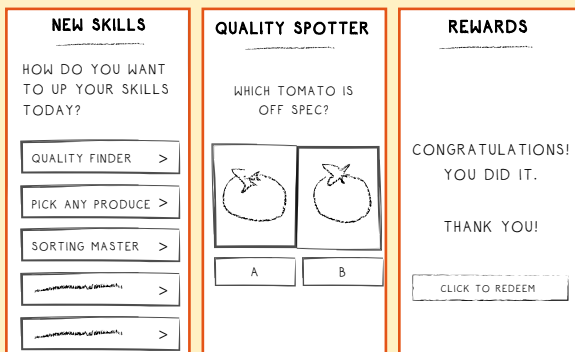 NEW SKILLS
HOW DO YOU WANT
TO UP YOUR SKILLS
TODAY?
QUALITY FINDER >
PICK ANY PRODUCE >
SORTING MASTER >
>
>
QUALITY SPOTTER
WHICH TOMATO IS
OFF SPEC?
A
B
REWARDS
CONGRATULATIONS!
YOU DID IT.
THANK YOU!
CLICK TO REDEEM